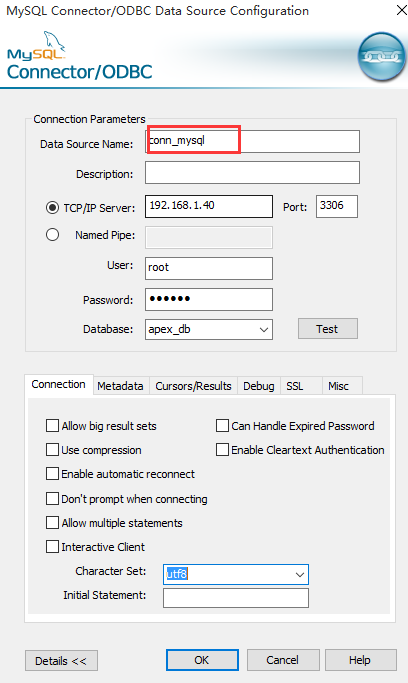 MySQL Connector/ODBC Data Source Configuration
MySQL
Connector/ODBC
Connection Parameters
Data Source Name: conn_mysql
Description:
TCP/IP Server: 192.168.1.40 Port: 3306
Named Pipe:
User: root
Password: ●●●●●●
Database: apex_db Test
Connection Metadata Cursors/Results Debug SSL Misc
Allow big result sets Can Handle Expired Password
Use compression Enable Cleartext Authentication
Enable automatic reconnect
Don't prompt when connecting
Allow multiple statements
Interactive Client
Character Set: utf8
Initial Statement:
Details << OK Cancel Help